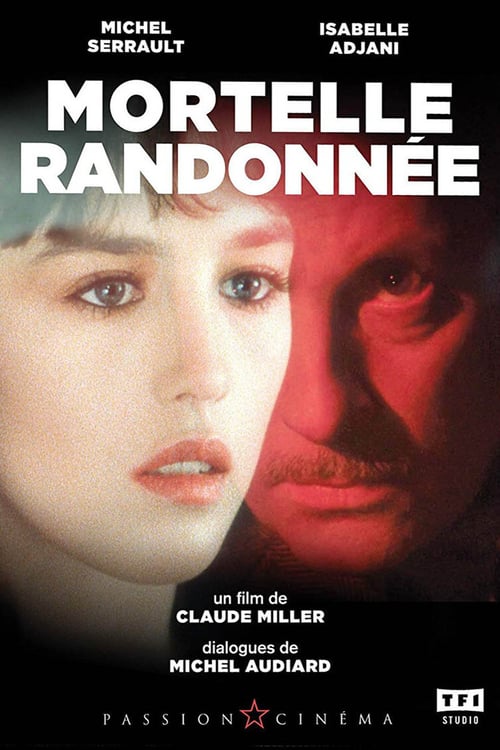 MICHEL
SERRAULT
ISABELLE
ADJANI
MORTELLE
RANDONNÉE
un film de
CLAUDE MILLER
dialogues de
MICHEL AUDIARD
PASSION CINÉMA
TF1
STUDIO